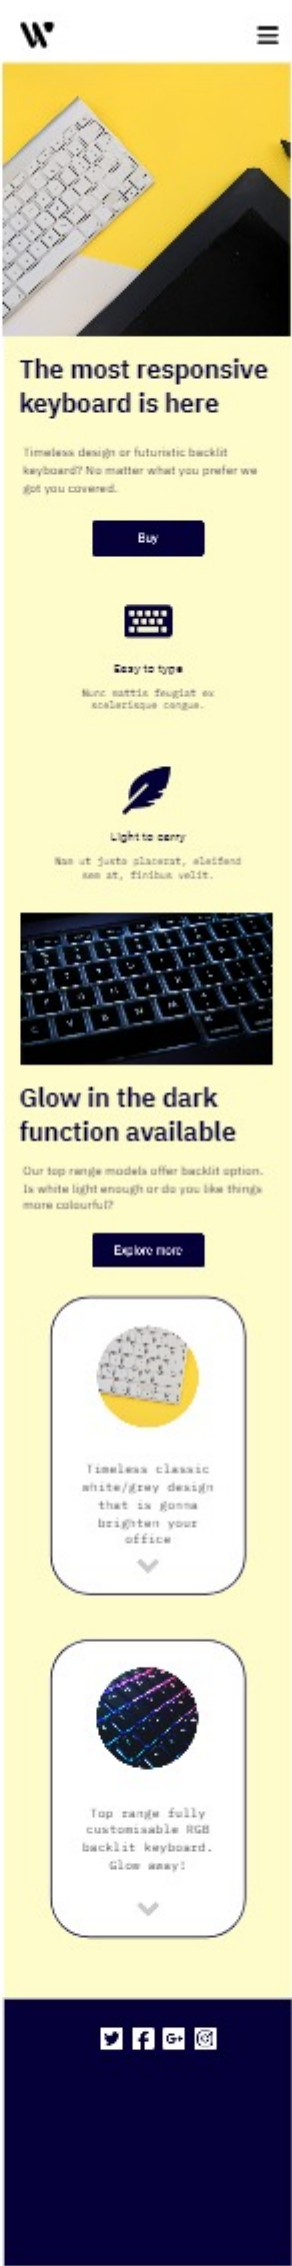 W
The most responsive
keyboard is here
Timeless design or futuristic backlit
keyboard? No matter what you prefer we
got you covered.
Buy
Easy to type
Nunc mattis feugiat ex
scelerisque congue.
Light to carry
Nam ut justo placerat, eleifend
sem at, finibus velit.
Glow in the dark
function available
Our top range models offer backlit option.
Is white light enough or do you like things
more colourful?
Explore more
Timeless classic
white/grey design
that is gonna
brighten your
office
Top range fully
customisable RGB
backlit keyboard.
Glow away!
G+